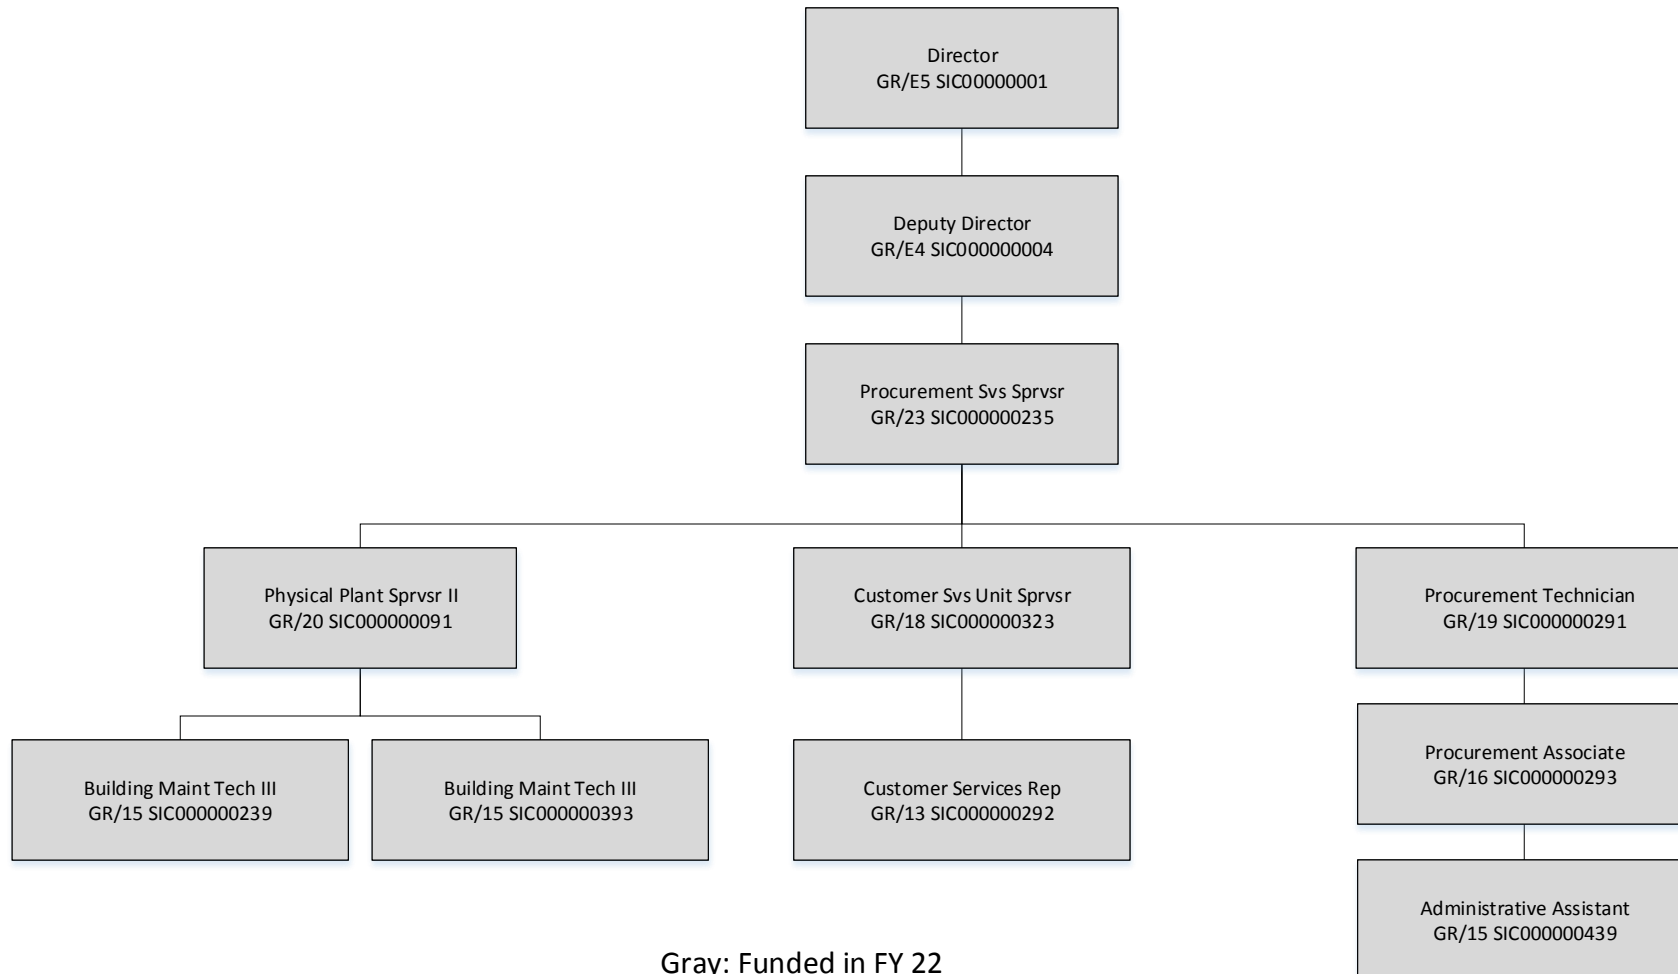 Director
GR/E5 SIC00000001
Deputy Director
GR/E4 SIC000000004
Procurement Svs Sprvsr
GR/23 SIC000000235
Physical Plant Sprvsr II
GR/20 SIC000000091
Customer Svs Unit Sprvsr
GR/18 SIC000000323
Procurement Technician
GR/19 SIC000000291
Building Maint Tech III
GR/15 SIC000000239
Building Maint Tech III
GR/15 SIC000000393
Customer Services Rep
GR/13 SIC000000292
Procurement Associate
GR/16 SIC000000293
Administrative Assistant
GR/15 SIC000000439
Gray: Funded in FY 22